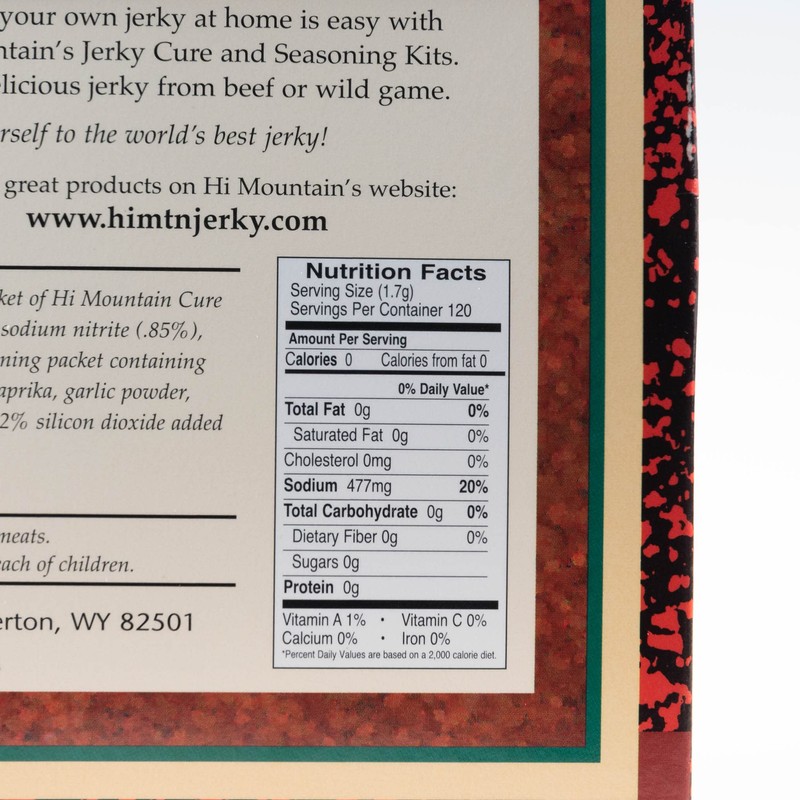 your own jerky at home is easy with
ntain's Jerky Cure and Seasoning Kits.
licious jerky from beef or wild game.
rself to the world's best jerky!
great products on Hi Mountain's website:
www.himtnjerky.com
ket of Hi Mountain Cure
sodium nitrite (.85%),
ning packet containing
aprika, garlic powder,
2% silicon dioxide added
meats.
each of children.
erton, WY 82501
Nutrition Facts
Serving Size (1.7g)
Servings Per Container 120
Amount Per Serving
Calories 0 Calories from fat 0
0% Daily Value*
Total Fat 0g 0%
Saturated Fat 0g 0%
Cholesterol 0mg 0%
Sodium 477mg 20%
Total Carbohydrate 0g 0%
Dietary Fiber 0g 0%
Sugars 0g
Protein 0g
Vitamin A 1% • Vitamin C 0%
Calcium 0% • Iron 0%
*Percent Daily Values are based on a 2,000 calorie diet.